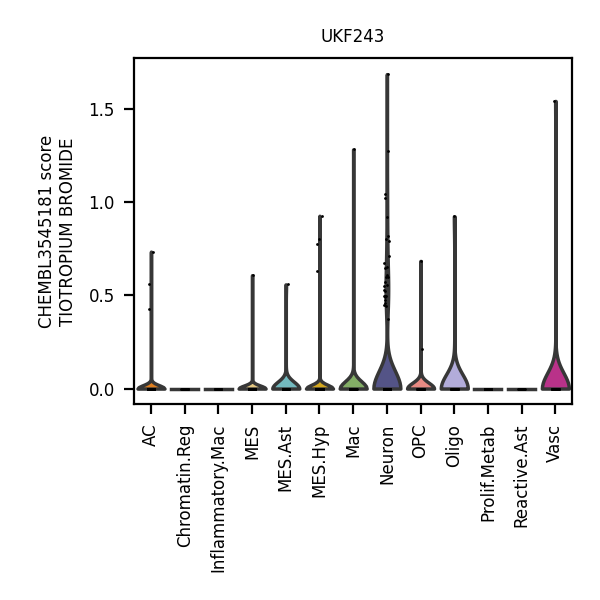 UKF243
CHEMBL3545181 score
TIOTROPIUM BROMIDE
1.5
1.0
0.5
0.0
AC
Chromatin.Reg
Inflammatory.Mac
MES
MES.Ast
MES.Hyp
Mac
Neuron
OPC
Oligo
Prolif.Metab
Reactive.Ast
Vasc